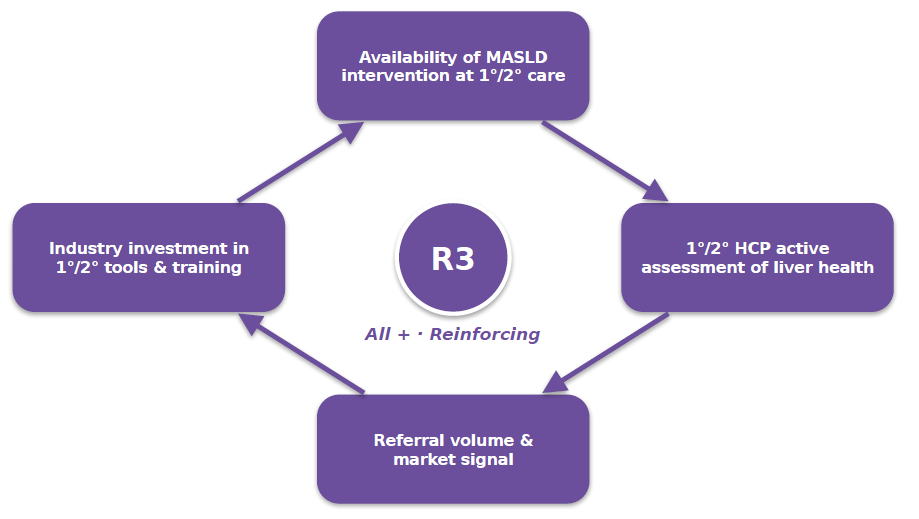 Availability of MASLD
intervention at 1°/2° care
Industry investment in
1°/2° tools & training
R3
All + · Reinforcing
1°/2° HCP active
assessment of liver health
Referral volume &
market signal